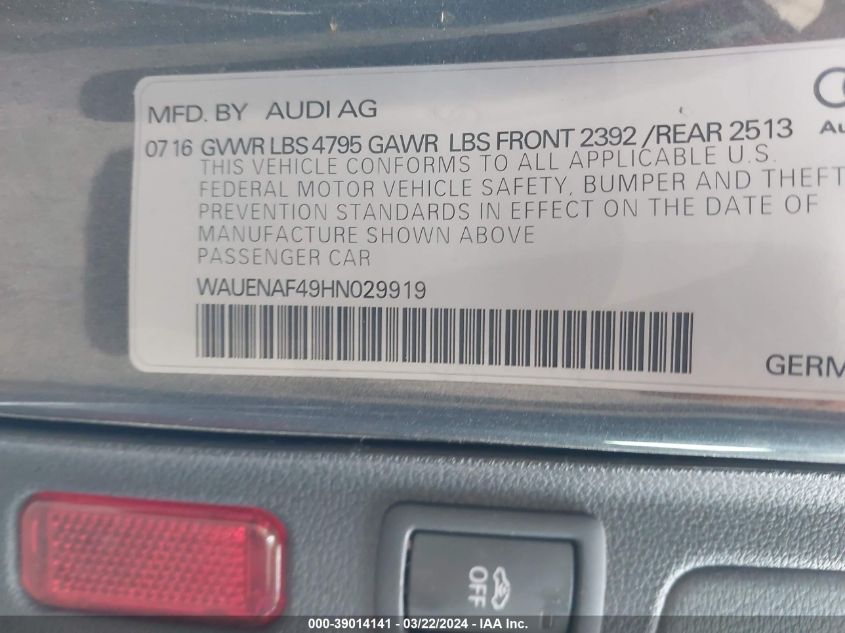 MFD. BY AUDI AG
07 16 GVWR LBS 4795 GAWR LBS FRONT 2392 / REAR 2513
Au
THIS VEHICLE CONFORMS TO ALL APPLICABLE U.S.
FEDERAL MOTOR VEHICLE SAFETY, BUMPER AND THEFT
PREVENTION STANDARDS IN EFFECT ON THE DATE OF
MANUFACTURE SHOWN ABOVE
PASSENGER CAR
WAUENAF49HN029919
GERM
OFF
000-39014141 - 03/22/2024 - IAA Inc.